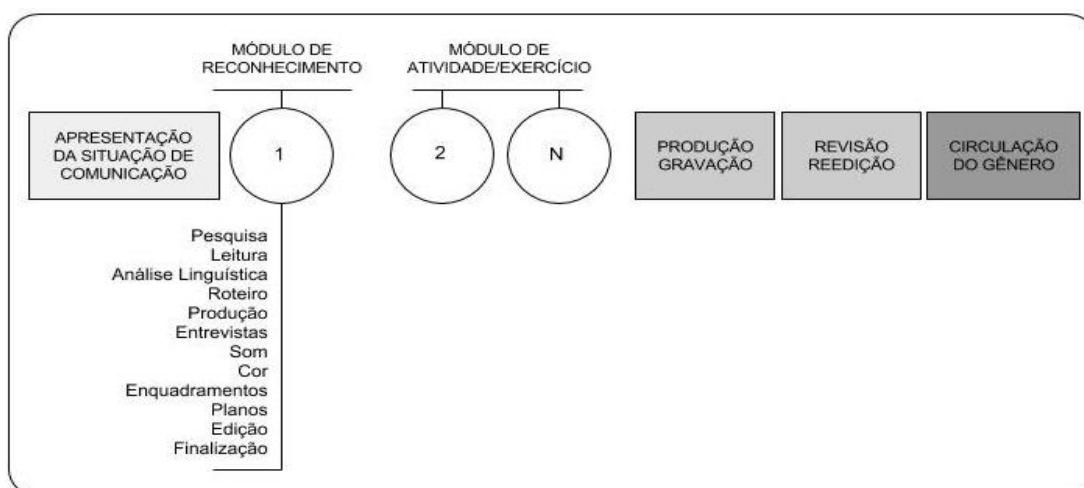 MÓDULO DE
RECONHECIMENTO
MÓDULO DE
ATIVIDADE/EXERCÍCIO
APRESENTAÇÃO
DA SITUAÇÃO DE
COMUNICAÇÃO
1
2
N
PRODUÇÃO
GRAVAÇÃO
REVISÃO
REEDIÇÃO
CIRCULAÇÃO
DO GÊNERO
Pesquisa
Leitura
Análise Linguística
Roteiro
Produção
Entrevistas
Som
Cor
Enquadramentos
Planos
Edição
Finalização